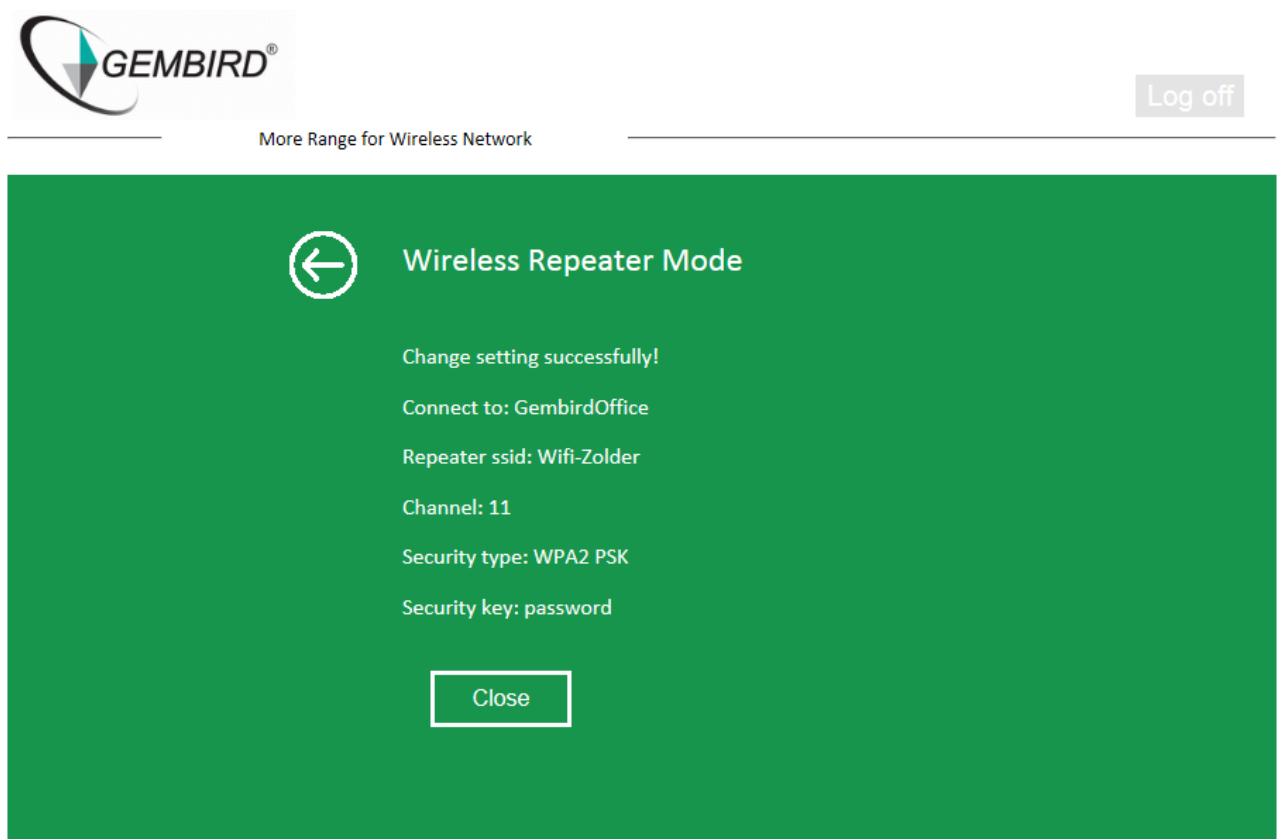 GEMBIRD®
Log off
More Range for Wireless Network
Wireless Repeater Mode
Change setting successfully!
Connect to: GembirdOffice
Repeater ssid: Wifi-Zolder
Channel: 11
Security type: WPA2 PSK
Security key: password
Close